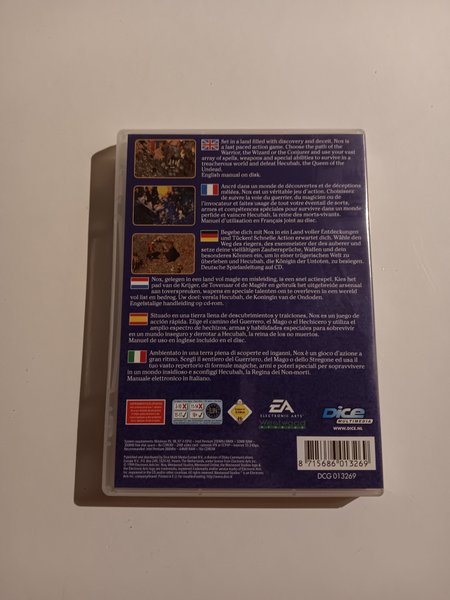 Set in a land filled with discovery and deceit, Nox is
a fast paced action game. Choose the path of the
Warrior, the Wizard or the Conjurer and use your vast
array of spells, weapons and special abilities to survive in a
treacherous world and defeat Hecubah, the Queen of the
Undead.
English manual on disk.
Ancré dans un monde de découvertes et de déceptions
mêlées. Nox est un véritable jeu d'action. Choisissez
de suivre la voie du guerrier, du magicien ou de
l'invocateur et faites usage de tout votre éventail de sorts,
armes et compétences spéciales pour survivre dans un monde
perfide et vaincre Hecubah, la reine des morts-vivants.
Manuel d'utilisation en Français joint au disc.
Begebe dich mit Nox in ein Land voller Entdeckungen
und Tücken! Schnelle Action erwartet dich. Wähle den
Weg des riegers, des exenmeister der des auberer und
setze deine vielfältigen Zaubersprüche, Waffen und dein
besonderes Können ein, um in einer trügerischen Welt zu
überleben und Hecubah, die Königin der Untoten, zu besiegen.
Deutsche Spielanleitung auf CD.
Nox, gelegen in een land vol magie en misleiding, is een snel actiespel. Kies het
pad van de Krijger, de Tovenaar of de Magiër en gebruik het uitgebreide arsenaal
aan toverspreuken, wapens en speciale talenten om te overleven in een wereld
vol list en bedrog. Uw doel: versla Hecubah, de Koningin van de Ondoden.
Engelstalige handleiding op cd-rom.
Situado en una tierra llena de descubrimientos y traiciones, Nox es un juego de
acción rápida. Elige el camino del Guerrero, el Mago o el Hechicero y utiliza el
amplio espectro de hechizos, armas y habilidades especiales para sobrevivir
en un mundo inseguro y derrotar a Hecubah, la reina de los no-muertos.
Manual de uso en Inglese incluido en el disc.
Ambientato in una terra piena di scoperte ed inganni, Nox è un gioco d'azione a
gran ritmo. Scegli il sentiero del Guerriero, del Mago o dello Stregone ed usa il
tuo vasto repertorio di formule magiche, armi e poteri speciali per sopravvivere
in un mondo insidioso e sconfiggi Hecubah, la Regina dei Non-morti.
Manuale elettronico in Italiano.
EA
ELECTRONIC ARTS
Westwood
DICE
MULTIMEDIA
WWW.DICE.NL
8 715686 013269
DCG 013269